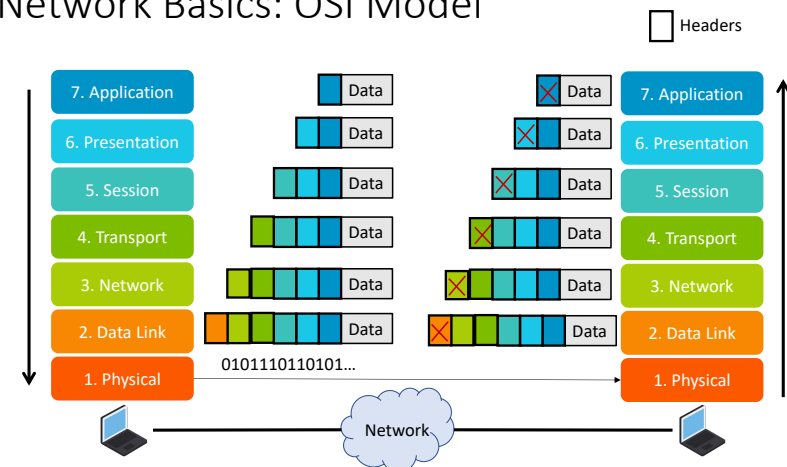 Network Basics: OSI Model
Headers
7. Application Data Data 7. Application
6. Presentation Data Data 6. Presentation
5. Session Data Data 5. Session
4. Transport Data Data 4. Transport
3. Network Data Data 3. Network
2. Data Link Data Data 2. Data Link
0101110110101...
1. Physical 1. Physical
Network